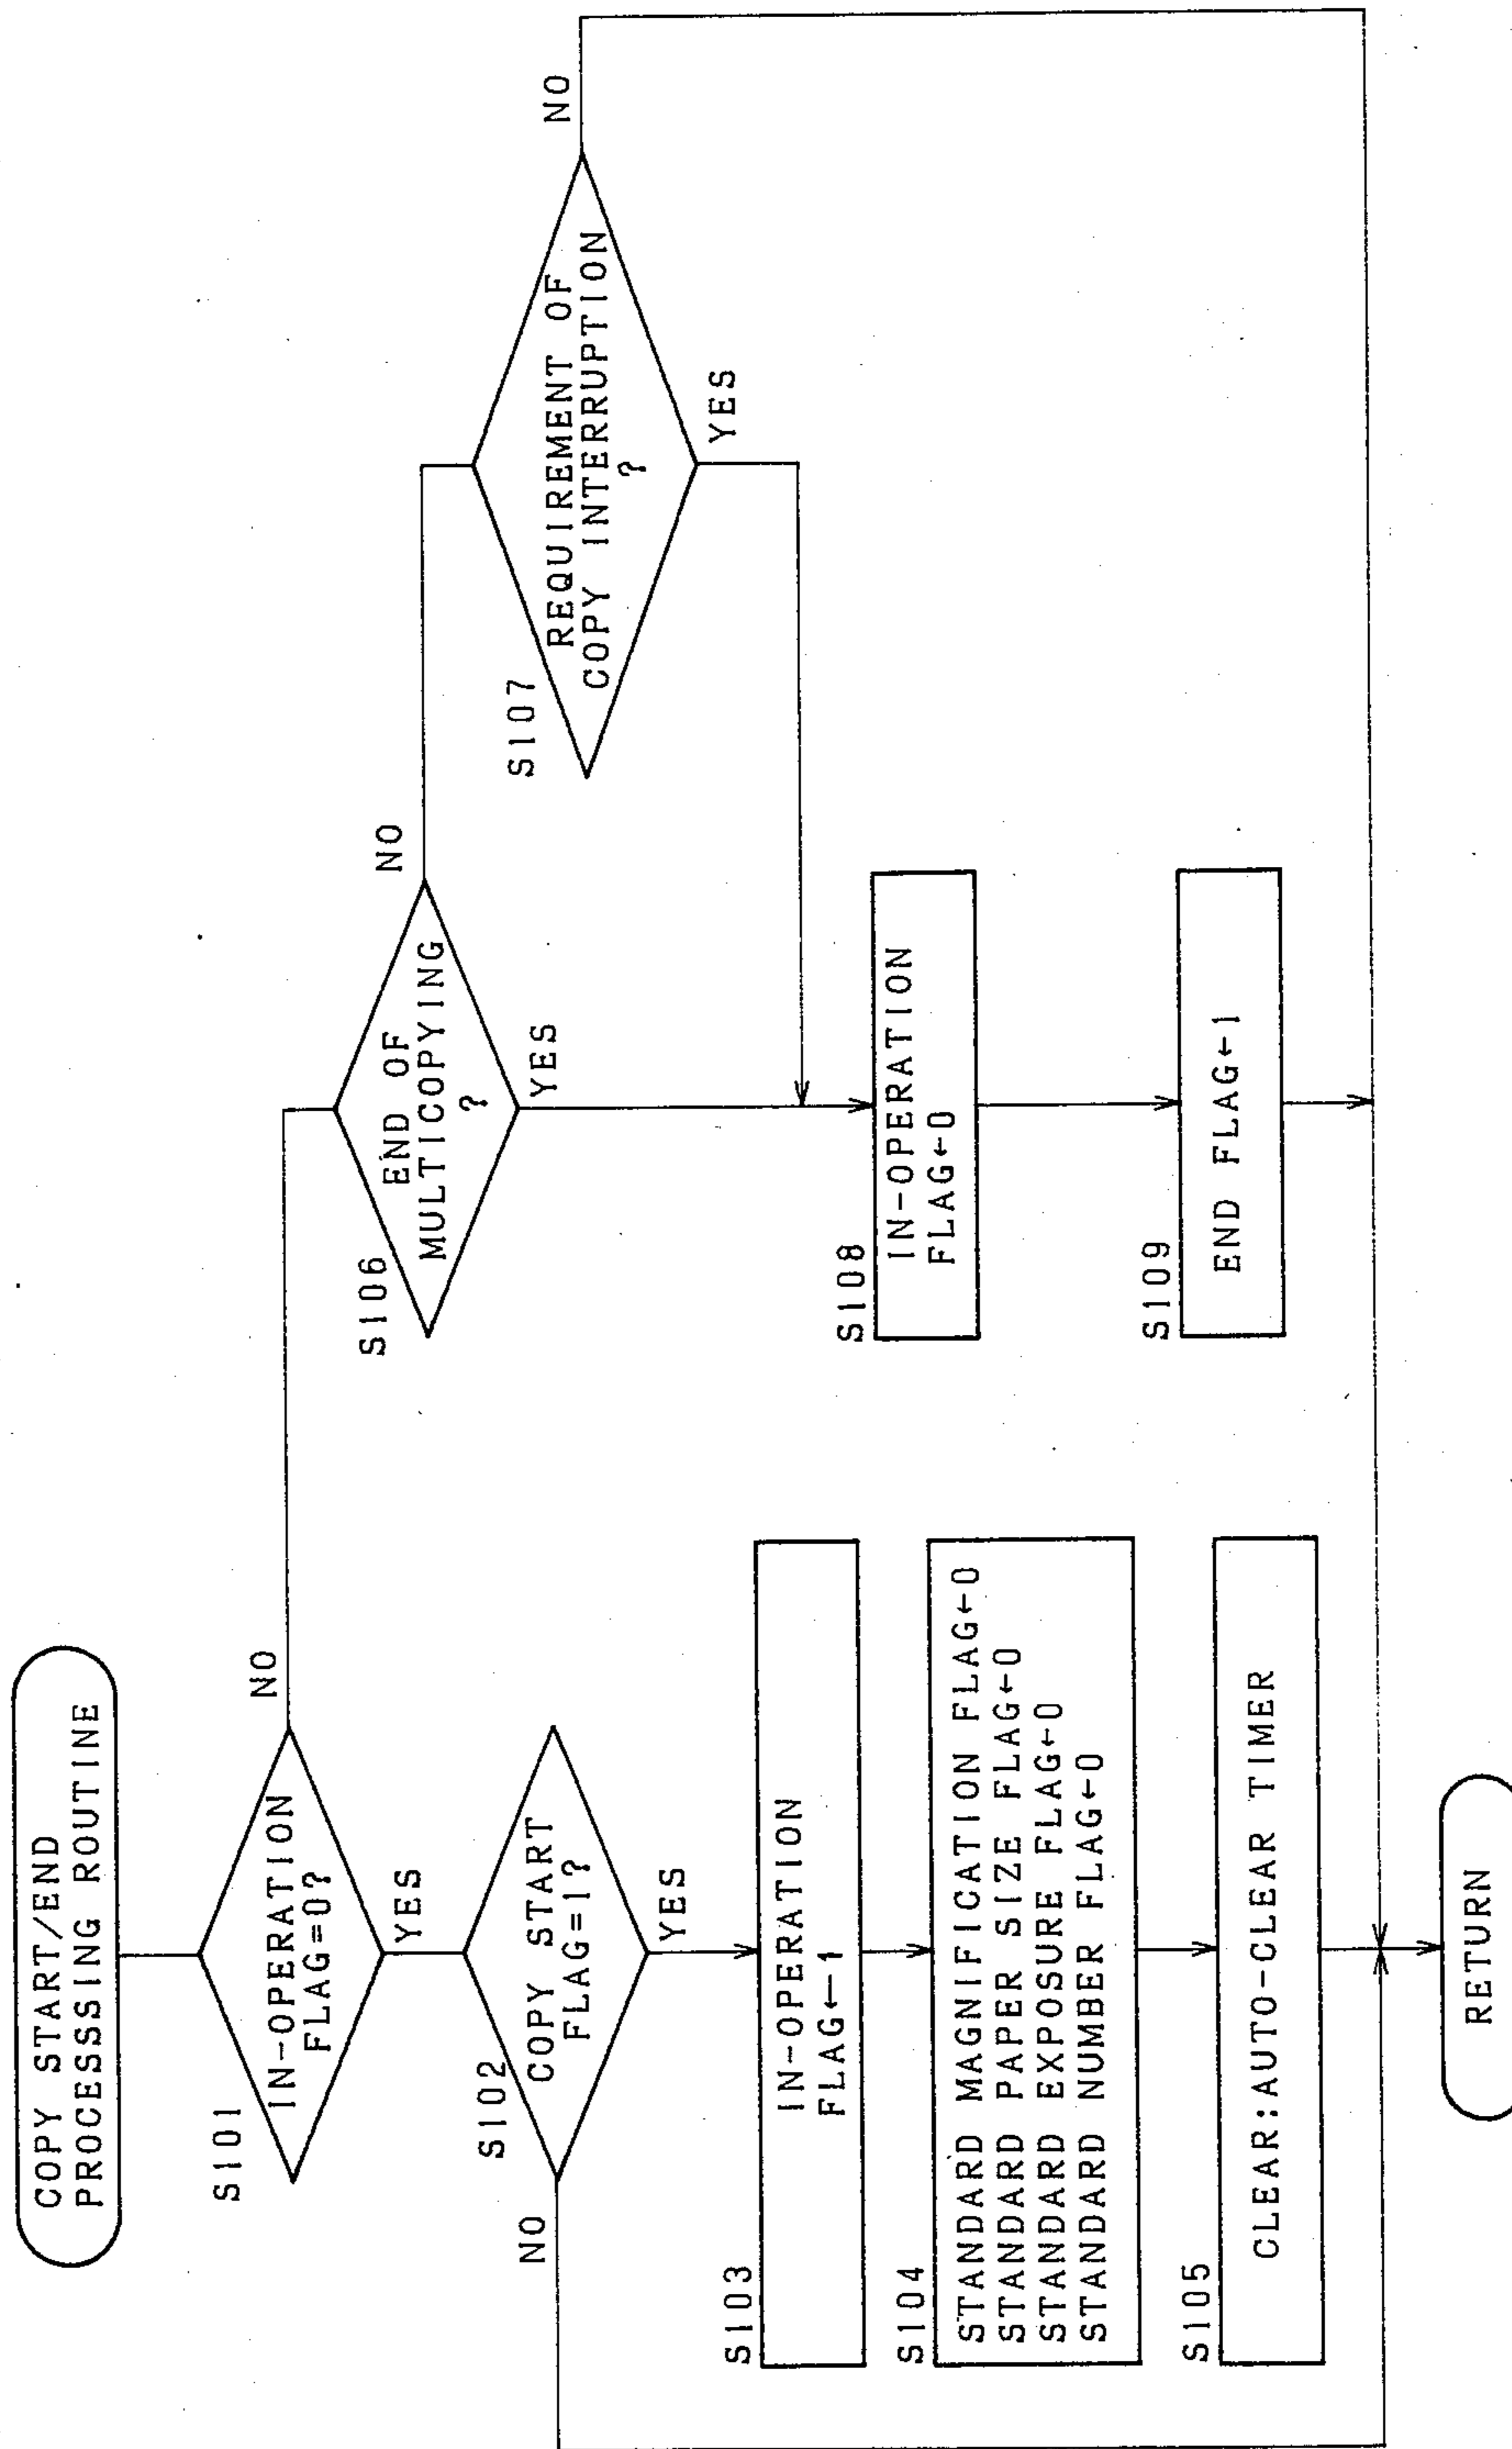 COPY START/END
PROCESSSING ROUTINE
S101
IN-OPERATION
FLAG=0?
NO
YES
S102
COPY START
FLAG=1?
NO
YES
S103
IN-OPERATION
FLAG←1
S104
STANDARD MAGNIFICATION FLAG←0
STANDARD PAPER SIZE FLAG←0
STANDARD EXPOSURE FLAG←0
STANDARD NUMBER FLAG←0
S105
CLEAR:AUTO-CLEAR TIMER
RETURN
S106
END OF
MULTICOPYING
?
NO
YES
S107
REQUIREMENT OF
COPY INTERRUPTION
?
NO
YES
S108
IN-OPERATION
FLAG←0
S109
END FLAG←1